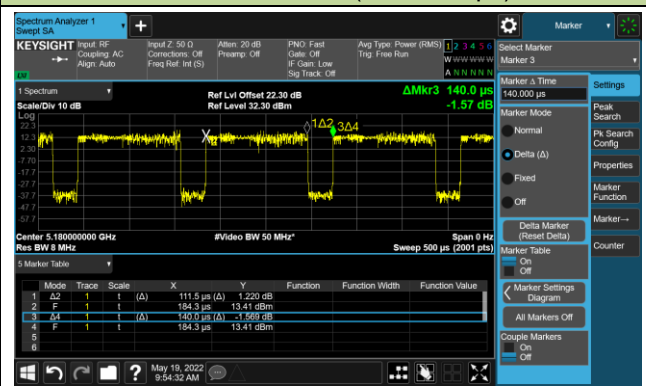 Spectrum Analyzer 1
Swept SA
+
Marker
KEYSIGHT Input: RF Input Z: 50 Ω Atten: 20 dB PNO: Fast Avg Type: Power (RMS) 1 2 3 4 5 6
Coupling: AC Corrections: Off Preamp: Off Gate: Off Trig: Free Run
Align: Auto Freq Ref: Int (S) IF Gain: Low W W W W W W
Sig Track: Off A N N N N N
Select Marker
Marker 3
1 Spectrum
Scale/Div 10 dB
Log
Ref Lvl Offset 22.30 dB
Ref Level 32.30 dBm
ΔMkr3 140.0 µs
-1.57 dB
22.3
12.3
2.30
-7.70
-17.7
-27.7
-37.7
-47.7
-57.7
X
1Δ2
3Δ4
Center 5.180000000 GHz #Video BW 50 MHz* Span 0 Hz
Res BW 8 MHz Sweep 500 µs (2001 pts)
5 Marker Table
Mode Trace Scale X Y Function Function Width Function Value
1 Δ2 1 t (Δ) 111.5 µs (Δ) 1.220 dB
2 F 1 t 184.3 µs 13.41 dBm
3 Δ4 1 t (Δ) 140.0 µs (Δ) -1.569 dB
4 F 1 t 184.3 µs 13.41 dBm
5
6
Marker Δ Time
140.000 µs
Marker Mode
Normal
Delta (Δ)
Fixed
Off
Delta Marker
(Reset Delta)
Marker Table
On
Off
Marker Settings
Diagram
All Markers Off
Couple Markers
On
Off
Settings
Peak
Search
Pk Search
Config
Properties
Marker
Function
Marker→
Counter
?
May 19, 2022
9:54:32 AM